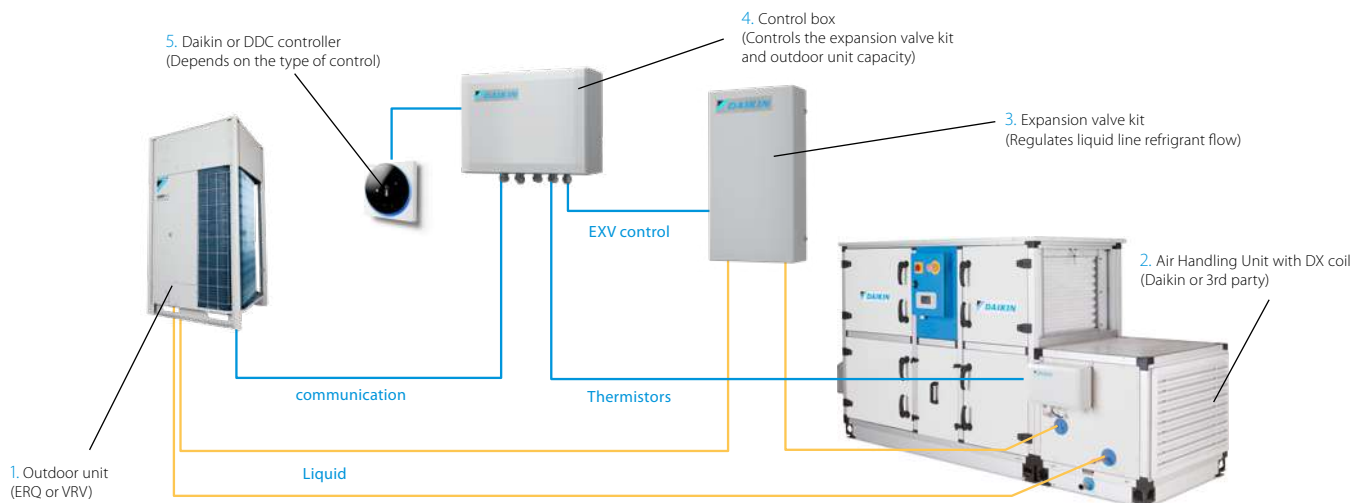 4. Control box
(Controls the expansion valve kit
and outdoor unit capacity)
5. Daikin or DDC controller
(Depends on the type of control)
DAIKIN
DAIKIN
3. Expansion valve kit
(Regulates liquid line refrigrant flow)
EXV control
2. Air Handling Unit with DX coil
(Daikin or 3rd party)
DAIKIN
DAIKIN
communication
Thermistors
Liquid
1. Outdoor unit
(ERQ or VRV)